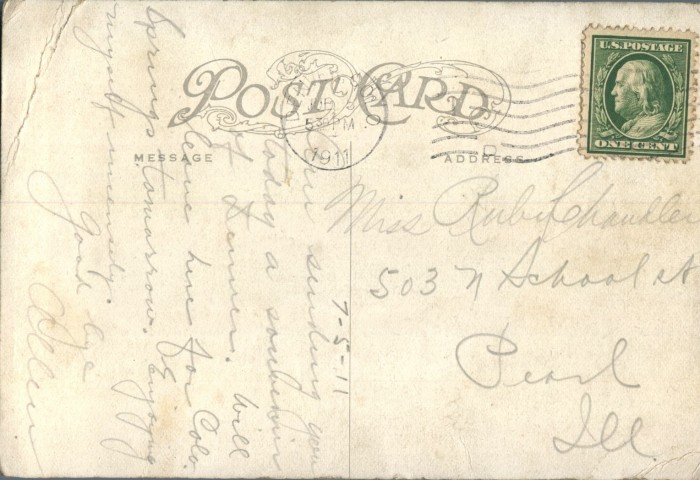 POST CARD
5 PM
1911
MESSAGE
ADDRESS
U.S. POSTAGE
ONE CENT
7-5-11
Am sending you
today a souvenir
of Denver. Will
leave here for Colo.
Springs tomorrow. Enjoying
myself immensely.
Good bye
Miss Ruby Chandler
503 N School st
Pearl
Ill